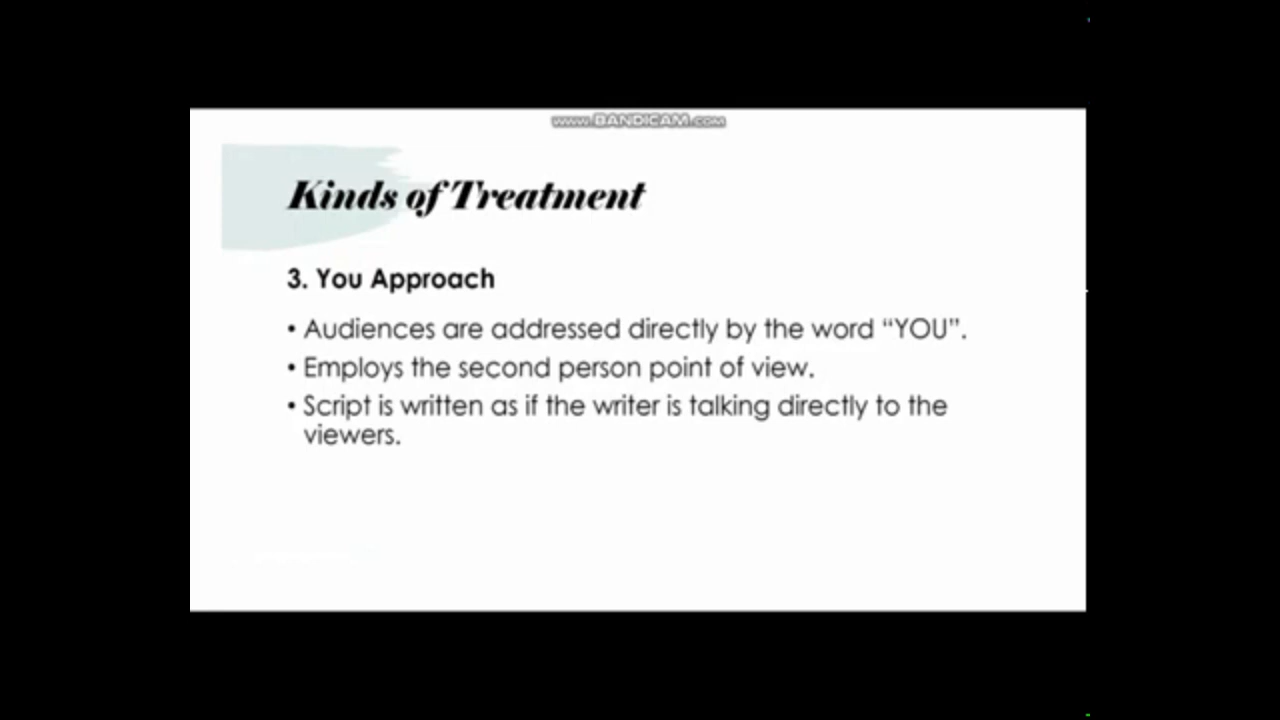 www.BANDICAM.com
Kinds of Treatment
3. You Approach
• Audiences are addressed directly by the word “YOU”.
• Employs the second person point of view.
• Script is written as if the writer is talking directly to the
viewers.